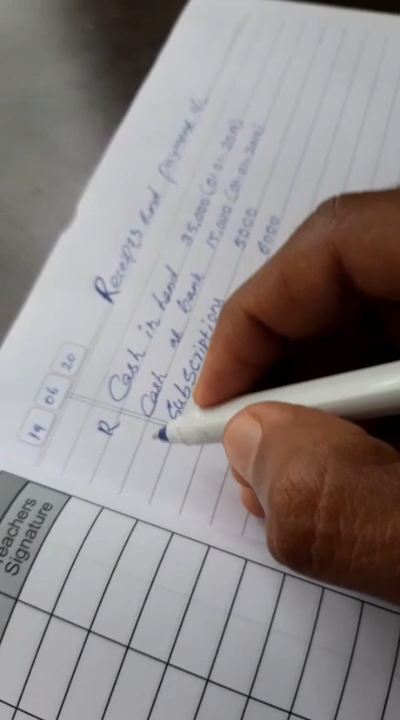 19 06 20
Receipts and payment a/c
R Cash in hand 35,000 (01-01-2019)
Cash at bank 15,000 (01-01-2019)
Subscriptions 5000
6000
Teachers
Signature